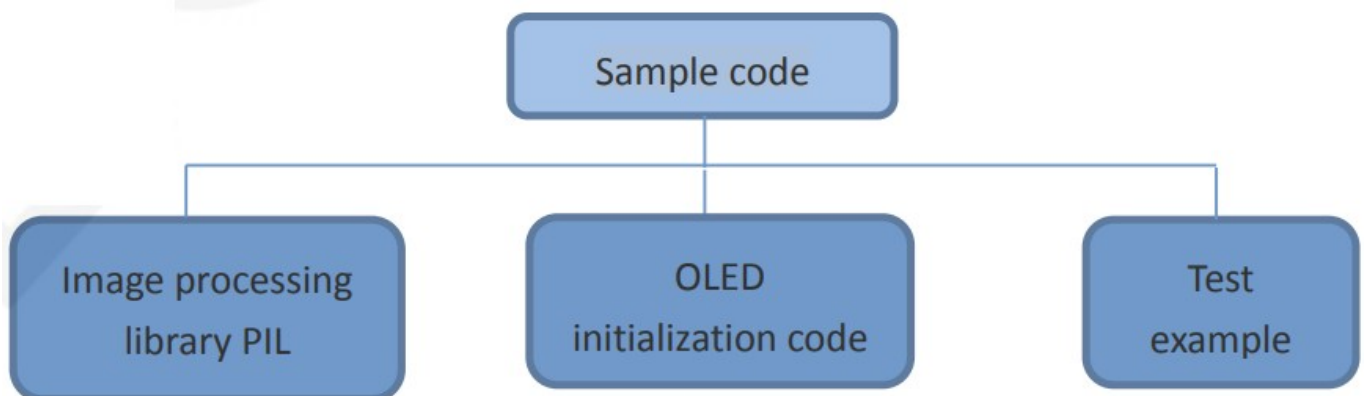 Sample code
Image processing
library PIL
OLED
initialization code
Test
example